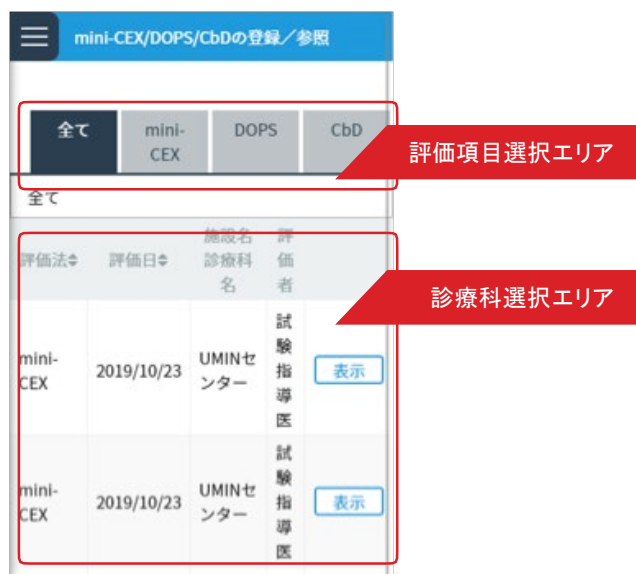 mini-CEX/DOPS/CbDの登録／参照
全て
mini-
CEX
DOPS
CbD
評価項目選択エリア
全て
評価法
評価日
施設名
診療科
名
評
価
者
診療科選択エリア
mini-
CEX
2019/10/23
UMINセ
ンター
試
験
指
導
医
表示
mini-
CEX
2019/10/23
UMINセ
ンター
試
験
指
導
医
表示